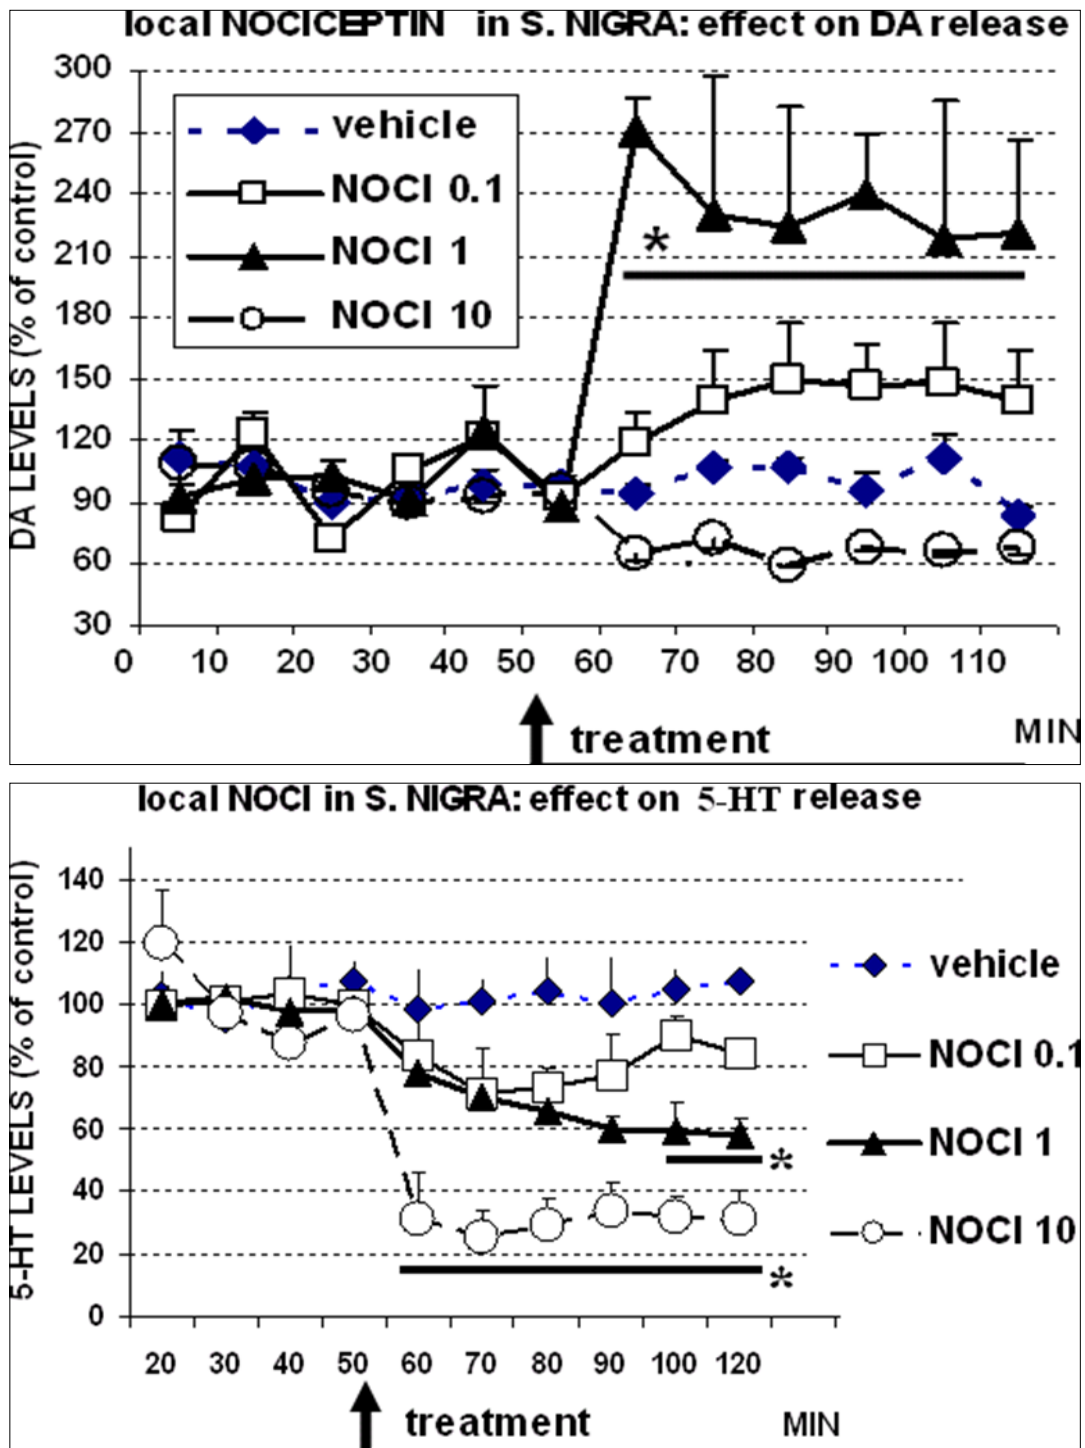 local NOCICEPTIN in S. NIGRA: effect on DA release
DA LEVELS (% of control)
300
270
240
210
180
150
120
90
60
30
vehicle
NOCI 0.1
NOCI 1
NOCI 10
*
0 10 20 30 40 50 60 70 80 90 100 110
treatment
MIN
local NOCI in S. NIGRA: effect on 5-HT release
5-HT LEVELS (% of control)
140
120
100
80
60
40
20
0
vehicle
NOCI 0.1
NOCI 1
NOCI 10
*
*
20 30 40 50 60 70 80 90 100 120
treatment
MIN